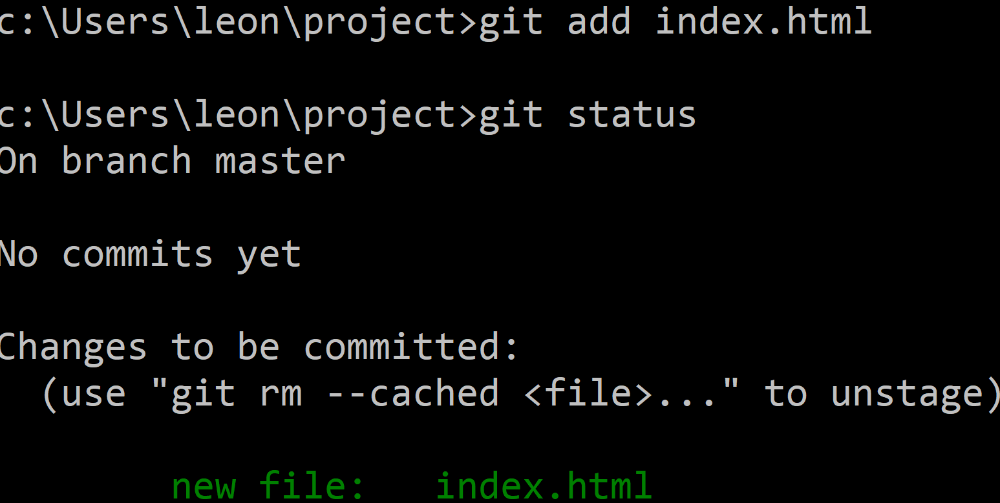 c:\Users\leon\project>git add index.html
c:\Users\leon\project>git status
On branch master
No commits yet
Changes to be committed:
(use "git rm --cached <file>..." to unstage)
new file: index.html